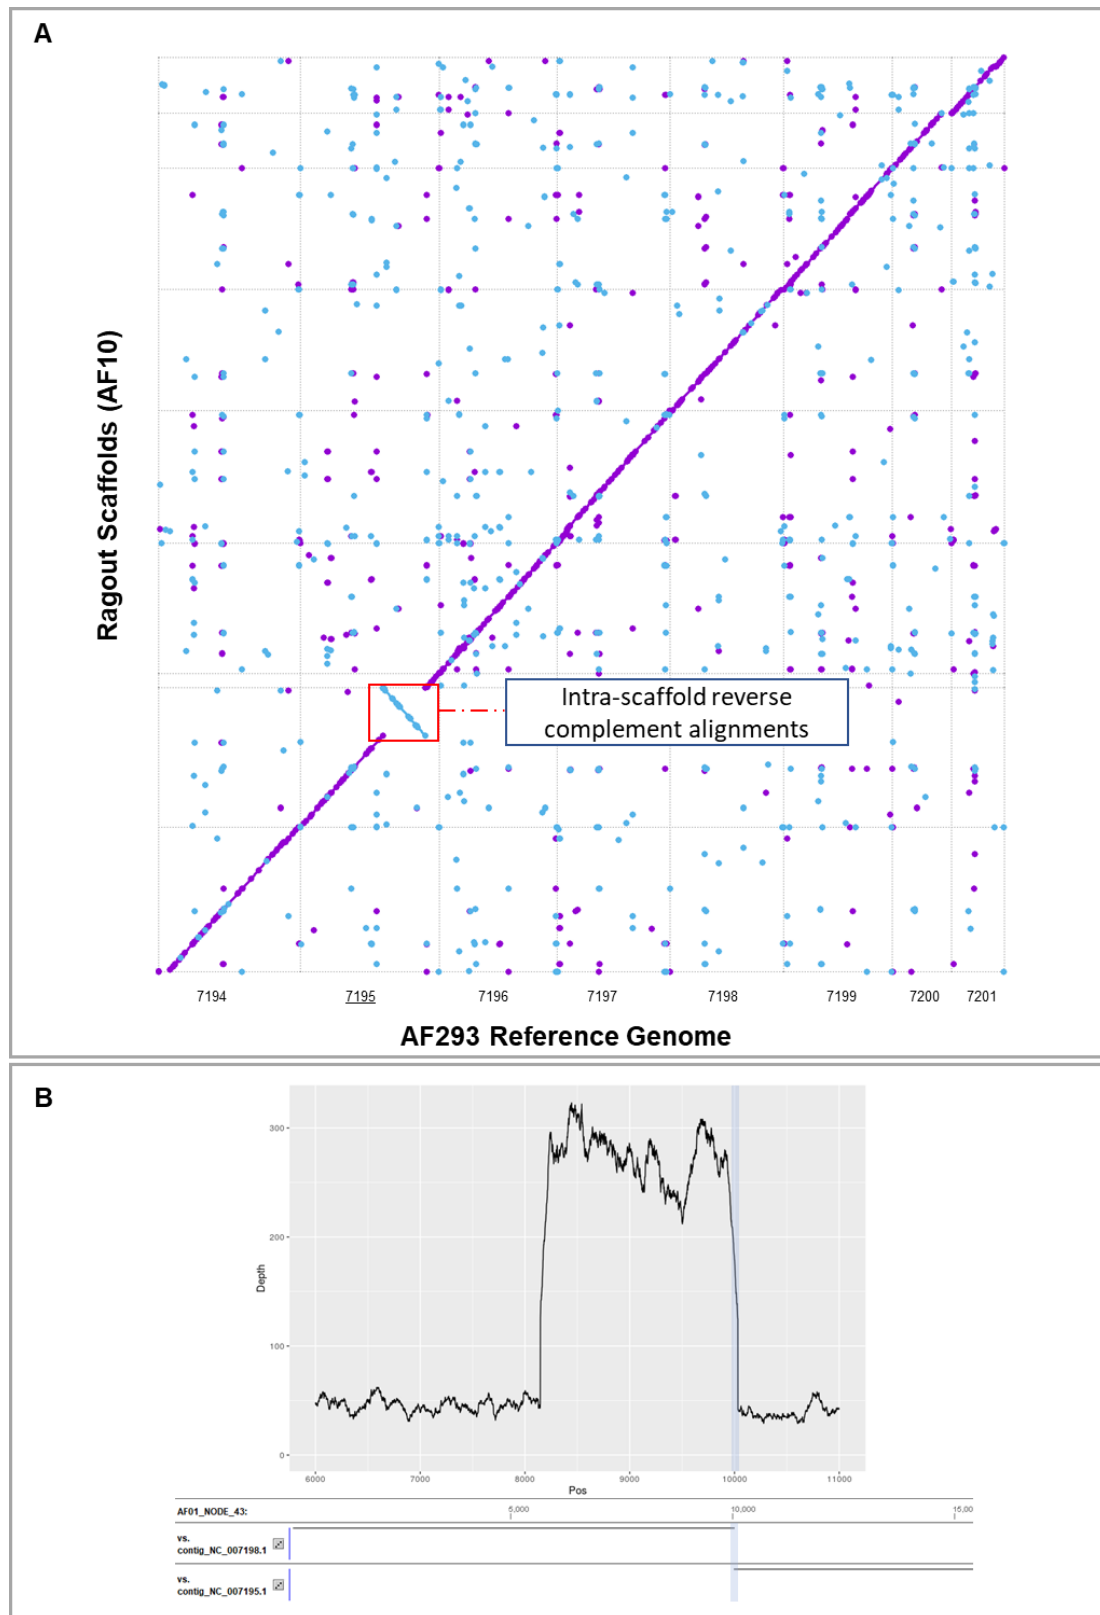 A
Ragout Scaffolds (AF10)
Intra-scaffold reverse
complement alignments
7194 7195 7196 7197 7198 7199 7200 7201
AF293 Reference Genome
B
Depth
300
200
100
0
6000 7000 8000 9000 10000 11000
Pos
AF01_NODE_43: 5,000 10,000 15,00
vs.
contig_NC_007198.1
vs.
contig_NC_007195.1